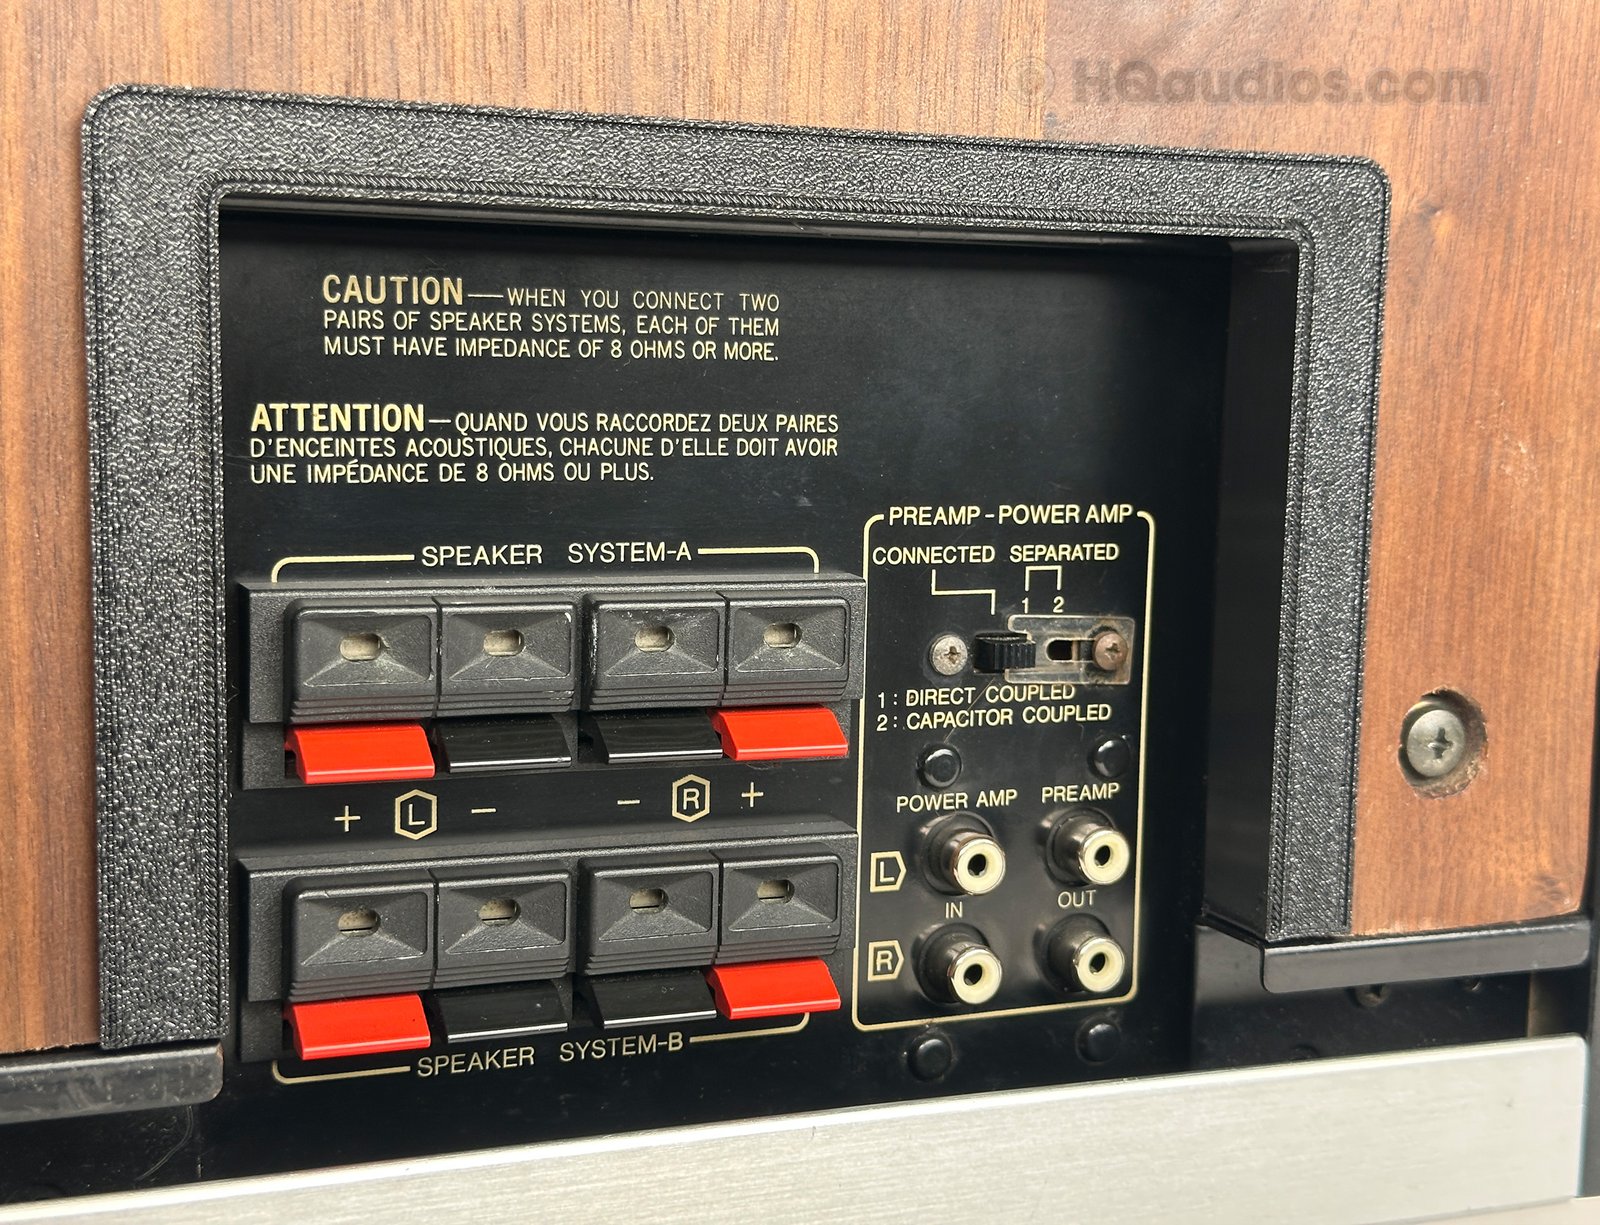 © HQaudios.com
CAUTION—WHEN YOU CONNECT TWO
PAIRS OF SPEAKER SYSTEMS, EACH OF THEM
MUST HAVE IMPEDANCE OF 8 OHMS OR MORE.
ATTENTION—QUAND VOUS RACCORDEZ DEUX PAIRES
D'ENCEINTES ACOUSTIQUES, CHACUNE D'ELLE DOIT AVOIR
UNE IMPÉDANCE DE 8 OHMS OU PLUS.
SPEAKER SYSTEM-A
+ L − − R +
SPEAKER SYSTEM-B
PREAMP-POWER AMP
CONNECTED SEPARATED
1 2
1: DIRECT COUPLED
2: CAPACITOR COUPLED
POWER AMP PREAMP
L
IN OUT
R